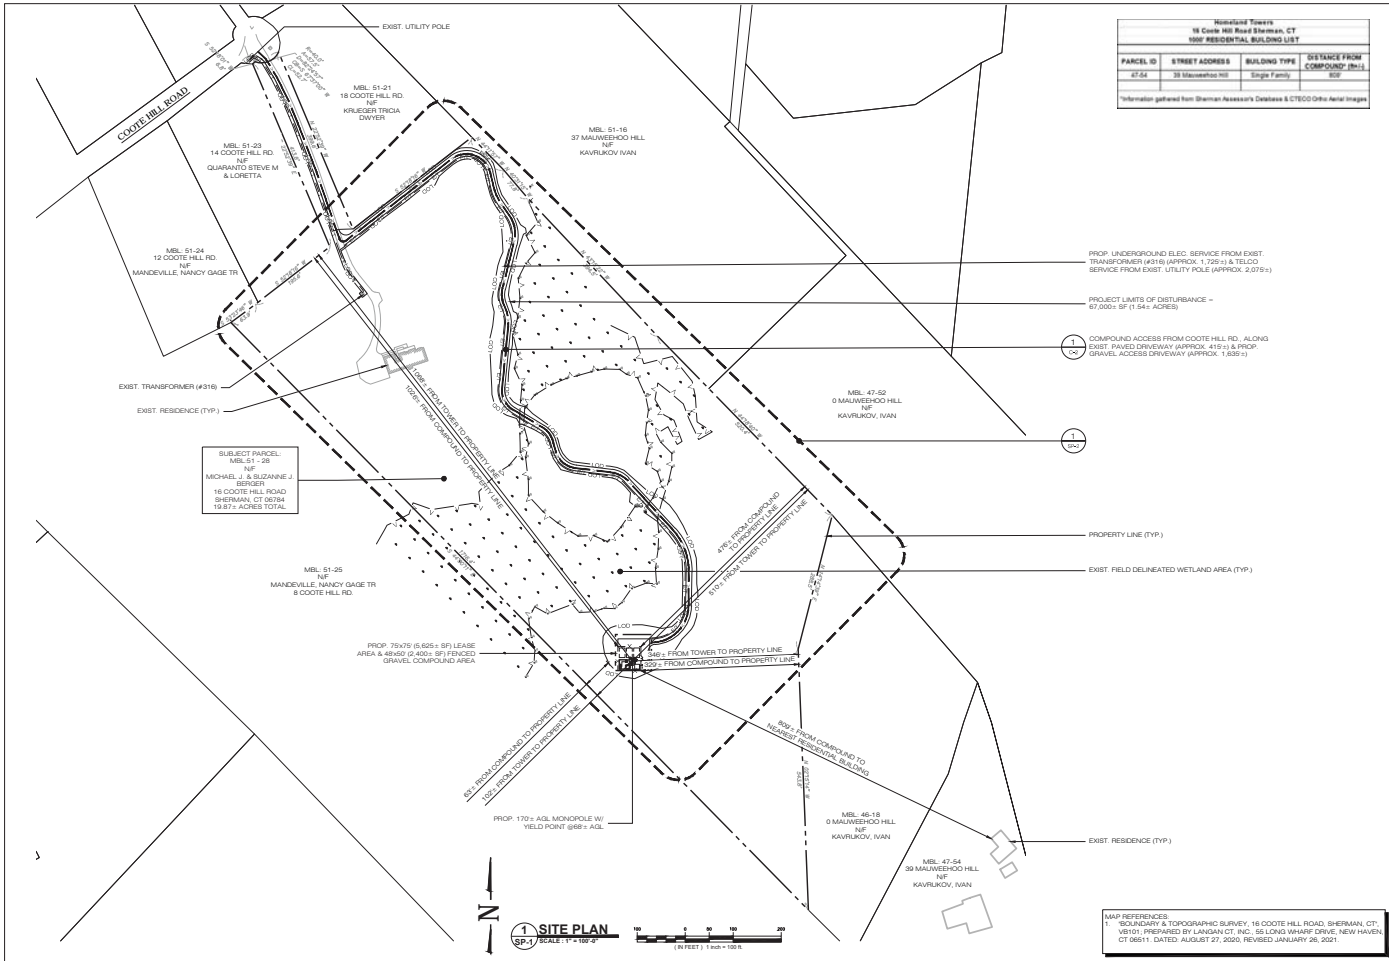 EXIST. UTILITY POLE
COOTE HILL ROAD
MBL: 51-21
18 COOTE HILL RD.
N/F
KRUEGER TRICIA
DWYER
MBL: 51-23
14 COOTE HILL RD.
N/F
QUARANTO STEVE M
& LORETTA
MBL: 51-24
12 COOTE HILL RD.
N/F
MANDEVILLE, NANCY GAGE TR
MBL: 51-16
37 MAUWEEHOO HILL
N/F
KAVRUKOV IVAN
Homeland Towers
16 Coote Hill Road Sherman, CT
1000' RESIDENTIAL BUILDING LIST
PARCEL ID STREET ADDRESS BUILDING TYPE DISTANCE FROM
COMPOUND* (ft+/-)
47-54 39 Mauweehoo Hill Single Family 809'
*Information gathered from Sherman Assessor's Database & CTECO Ortho Aerial Images
PROP. UNDERGROUND ELEC. SERVICE FROM EXIST.
TRANSFORMER (#316) (APPROX. 1,725'±) & TELCO
SERVICE FROM EXIST. UTILITY POLE (APPROX. 2,075'±)
PROJECT LIMITS OF DISTURBANCE =
67,000± SF (1.54± ACRES)
1
C-2
COMPOUND ACCESS FROM COOTE HILL RD., ALONG
EXIST. PAVED DRIVEWAY (APPROX. 415'±) & PROP.
GRAVEL ACCESS DRIVEWAY (APPROX. 1,635'±)
MBL: 47-52
0 MAUWEEHOO HILL
N/F
KAVRUKOV, IVAN
1
SP-2
EXIST. TRANSFORMER (#316)
EXIST. RESIDENCE (TYP.)
SUBJECT PARCEL:
MBL:51 - 28
N/F
MICHAEL J. & SUZANNE J.
BERGER
16 COOTE HILL ROAD
SHERMAN, CT 06784
19.87± ACRES TOTAL
1098'± FROM TOWER TO PROPERTY LINE
1026'± FROM COMPOUND TO PROPERTY LINE
476'± FROM COMPOUND
TO PROPERTY LINE
510'± FROM TOWER TO PROPERTY LINE
PROPERTY LINE (TYP.)
EXIST. FIELD DELINEATED WETLAND AREA (TYP.)
MBL: 51-25
N/F
MANDEVILLE, NANCY GAGE TR
8 COOTE HILL RD.
LOD
PROP. 75'x75' (5,625± SF) LEASE
AREA & 48'x50' (2,400± SF) FENCED
GRAVEL COMPOUND AREA
346'± FROM TOWER TO PROPERTY LINE
329'± FROM COMPOUND TO PROPERTY LINE
63'± FROM COMPOUND TO PROPERTY LINE
102'± FROM TOWER TO PROPERTY LINE
809'± FROM COMPOUND TO
NEAREST RESIDENTIAL BUILDING
PROP. 170'± AGL MONOPOLE W/
YIELD POINT @68'± AGL
MBL: 46-18
0 MAUWEEHOO HILL
N/F
KAVRUKOV, IVAN
EXIST. RESIDENCE (TYP.)
MBL: 47-54
39 MAUWEEHOO HILL
N/F
KAVRUKOV, IVAN
N
1
SP-1
SITE PLAN
SCALE : 1" = 100'-0"
100 0 50 100 200
( IN FEET ) 1 inch = 100 ft.
MAP REFERENCES:
1. "BOUNDARY & TOPOGRAPHIC SURVEY, 16 COOTE HILL ROAD, SHERMAN, CT",
VB101, PREPARED BY LANGAN CT, INC., 55 LONG WHARF DRIVE, NEW HAVEN,
CT 06511. DATED: AUGUST 27, 2020, REVISED JANUARY 26, 2021.